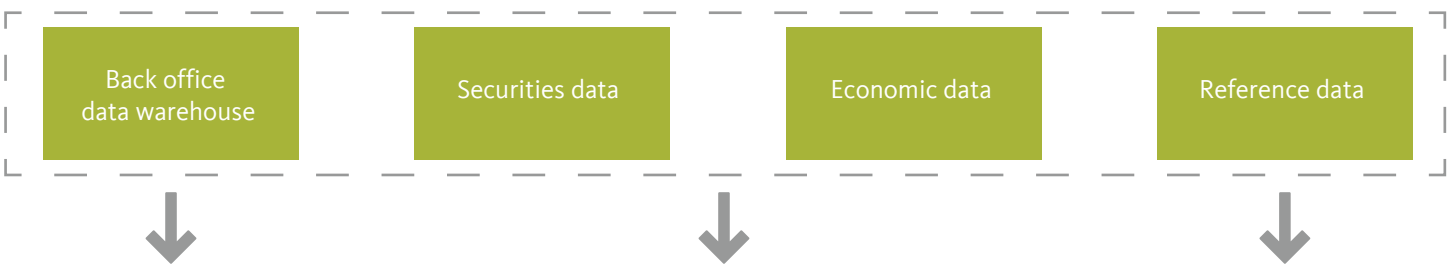 Back office
data warehouse
Securities data
Economic data
Reference data